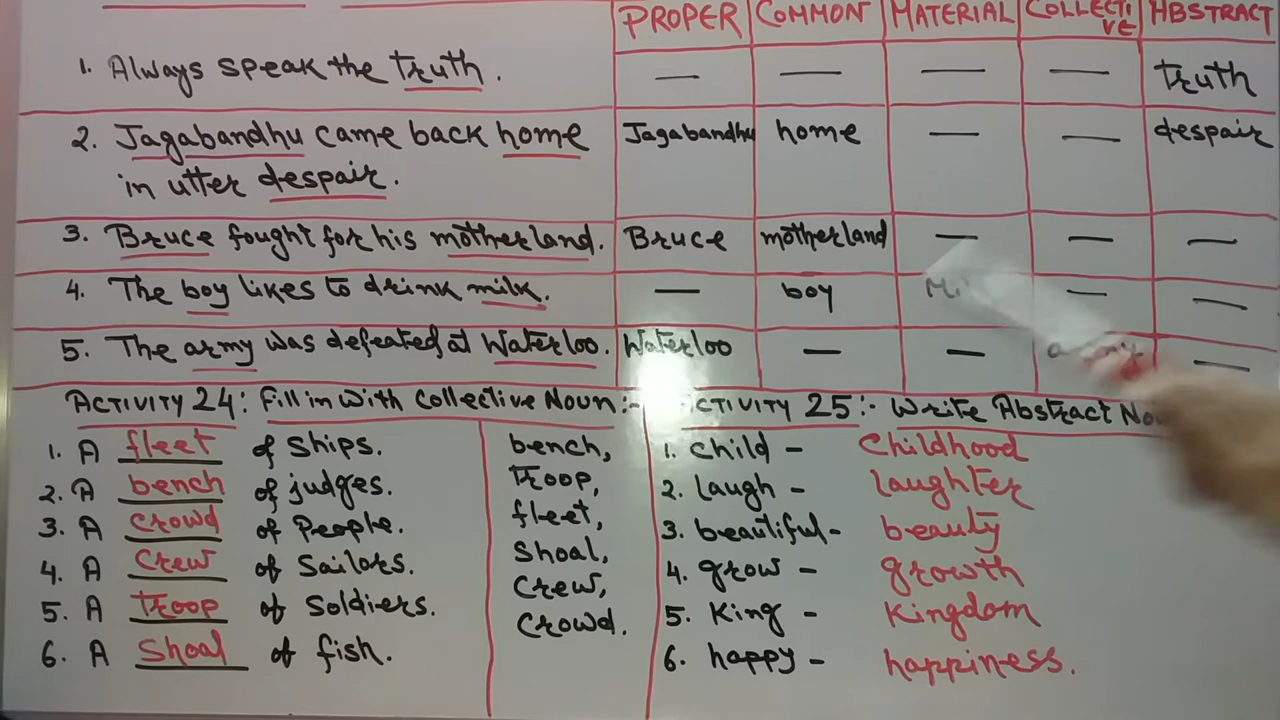 PROPER COMMON MATERIAL COLLECTIVE ABSTRACT
1. Always speak the truth. — — — — truth
2. Jagabandhu came back home Jagabandhu home — — despair
in utter despair.
3. Bruce fought for his motherland. Bruce motherland — — —
4. The boy likes to drink milk. — boy — —
5. The army was defeated at Waterloo. Waterloo — — army —
ACTIVITY 24: Fill in with Collective Noun:-
1. A fleet of ships.
2. A bench of judges.
3. A crowd of People.
4. A Crew of Sailors.
5. A troop of Soldiers.
6. A Shoal of fish.
bench,
troop,
fleet,
Shoal,
Crew,
Crowd.
ACTIVITY 25:- Write Abstract
1. Child - Childhood
2. laugh - laughter
3. beautiful - beauty
4. grow - growth
5. King - Kingdom
6. happy - happiness.